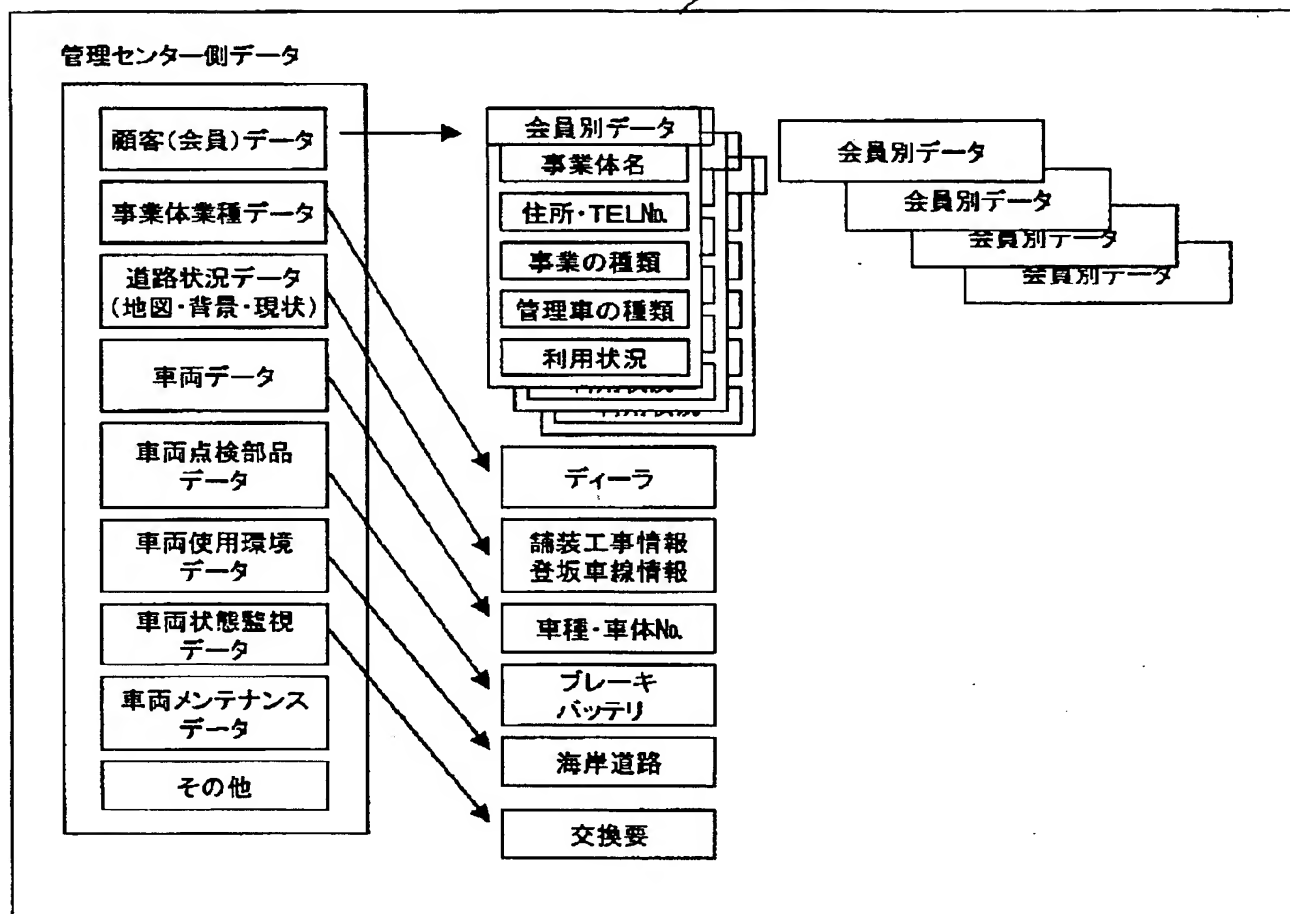 管理センター側データ
顧客(会員)データ
事業体業種データ
道路状況データ
(地図・背景・現状)
車両データ
車両点検部品
データ
車両使用環境
データ
車両状態監視
データ
車両メンテナンス
データ
その他
会員別データ
事業体名
住所・TEL№.
事業の種類
管理車の種類
利用状況
利用状況
利用状況
ディーラ
舗装工事情報
登坂車線情報
車種・車体№.
ブレーキ
バッテリ
海岸道路
交換要
会員別データ
会員別データ
会員別データ
会員別データ